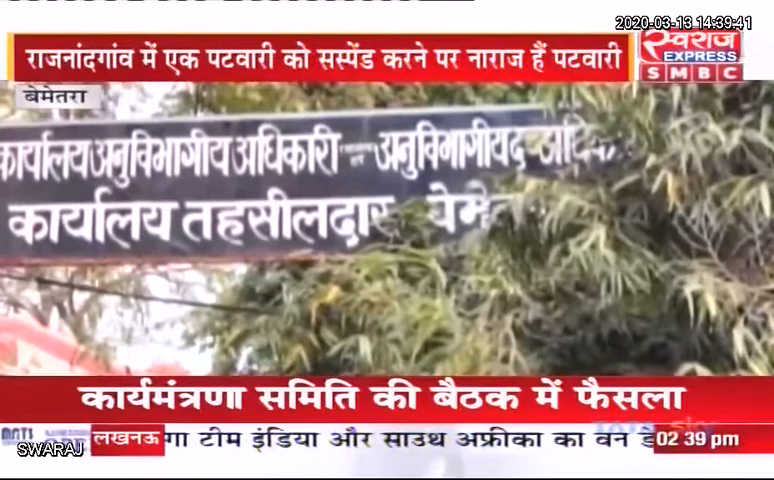 2020-03-13 14:39:41
राजनांदगांव में एक पटवारी को सस्पेंड करने पर नाराज हैं पटवारी
स्वराज
EXPRESS
SMBC
बेमेतरा
कार्यालय अनुविभागीय अधिकारी अनुविभागीय
कार्यालय तहसीलदार
कार्यमंत्रणा समिति की बैठक में फैसला
लखनऊ
गा टीम इंडिया और साउथ अफ्रीका का वन डे
02 39 pm
SWARAJ